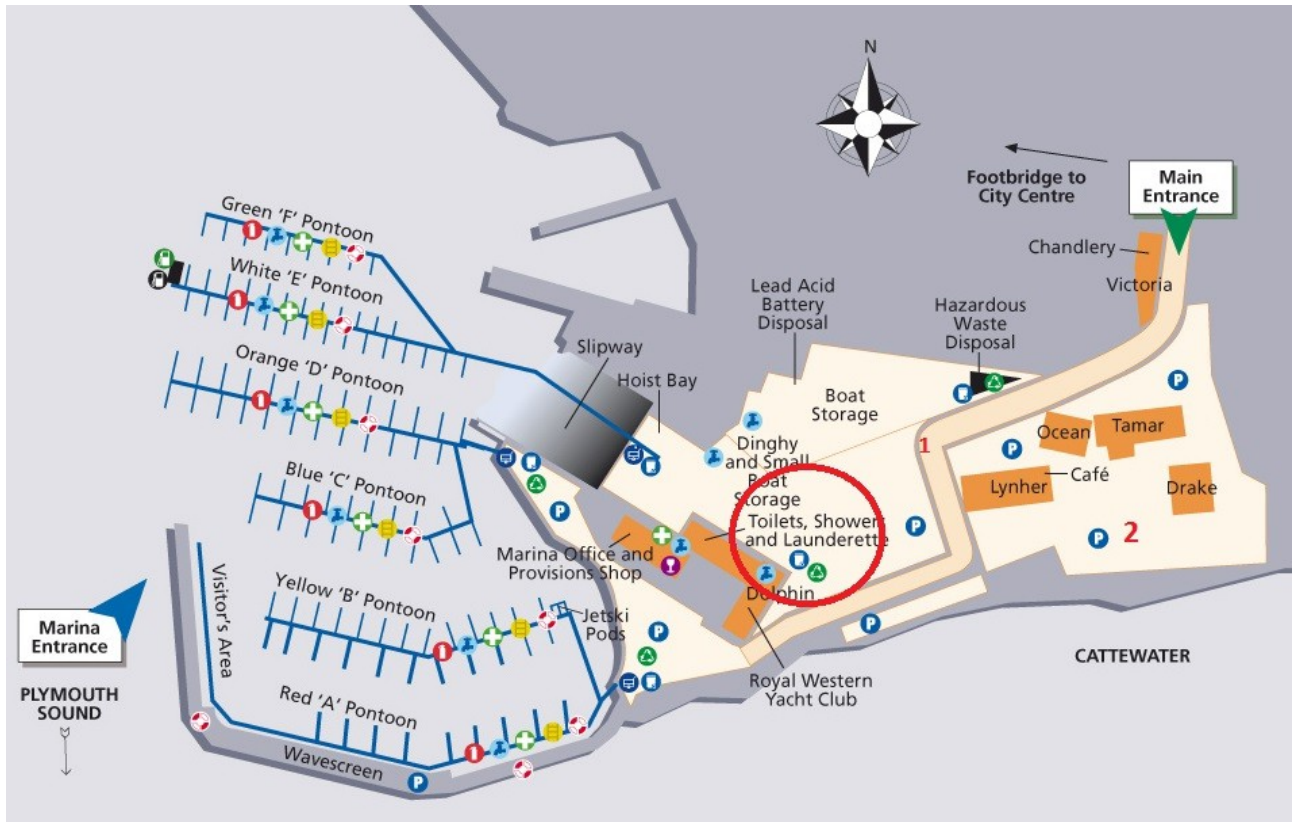 N
Footbridge to
City Centre
Main
Entrance
Chandlery
Victoria
Green 'F' Pontoon
White 'E' Pontoon
Lead Acid
Battery
Disposal
Hazardous
Waste
Disposal
Slipway
Orange 'D' Pontoon
Hoist Bay
Boat
Storage
1
Ocean
Tamar
Dinghy
and Small
Boat
Storage
Café
Lynher
Drake
Blue 'C' Pontoon
Toilets, Showers
and Launderette
2
Marina Office and
Provisions Shop
Visitor's Area
Yellow 'B' Pontoon
Dolphin
Jetski
Pods
Marina
Entrance
CATTEWATER
PLYMOUTH
SOUND
Royal Western
Yacht Club
Red 'A' Pontoon
Wavescreen
P
P
P
P
P
P
P
P